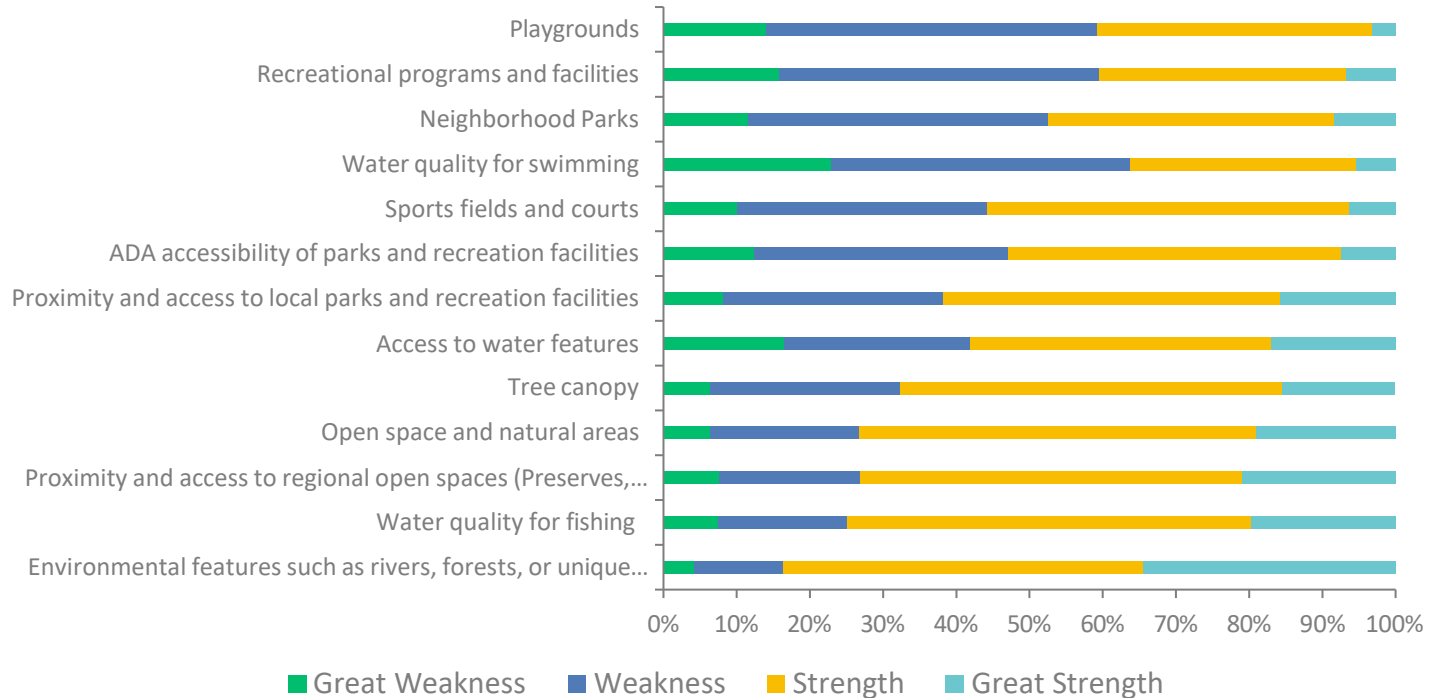 Playgrounds
Recreational programs and facilities
Neighborhood Parks
Water quality for swimming
Sports fields and courts
ADA accessibility of parks and recreation facilities
Proximity and access to local parks and recreation facilities
Access to water features
Tree canopy
Open space and natural areas
Proximity and access to regional open spaces (Preserves,...
Water quality for fishing
Environmental features such as rivers, forests, or unique...
0% 10% 20% 30% 40% 50% 60% 70% 80% 90% 100%
Great Weakness Weakness Strength Great Strength